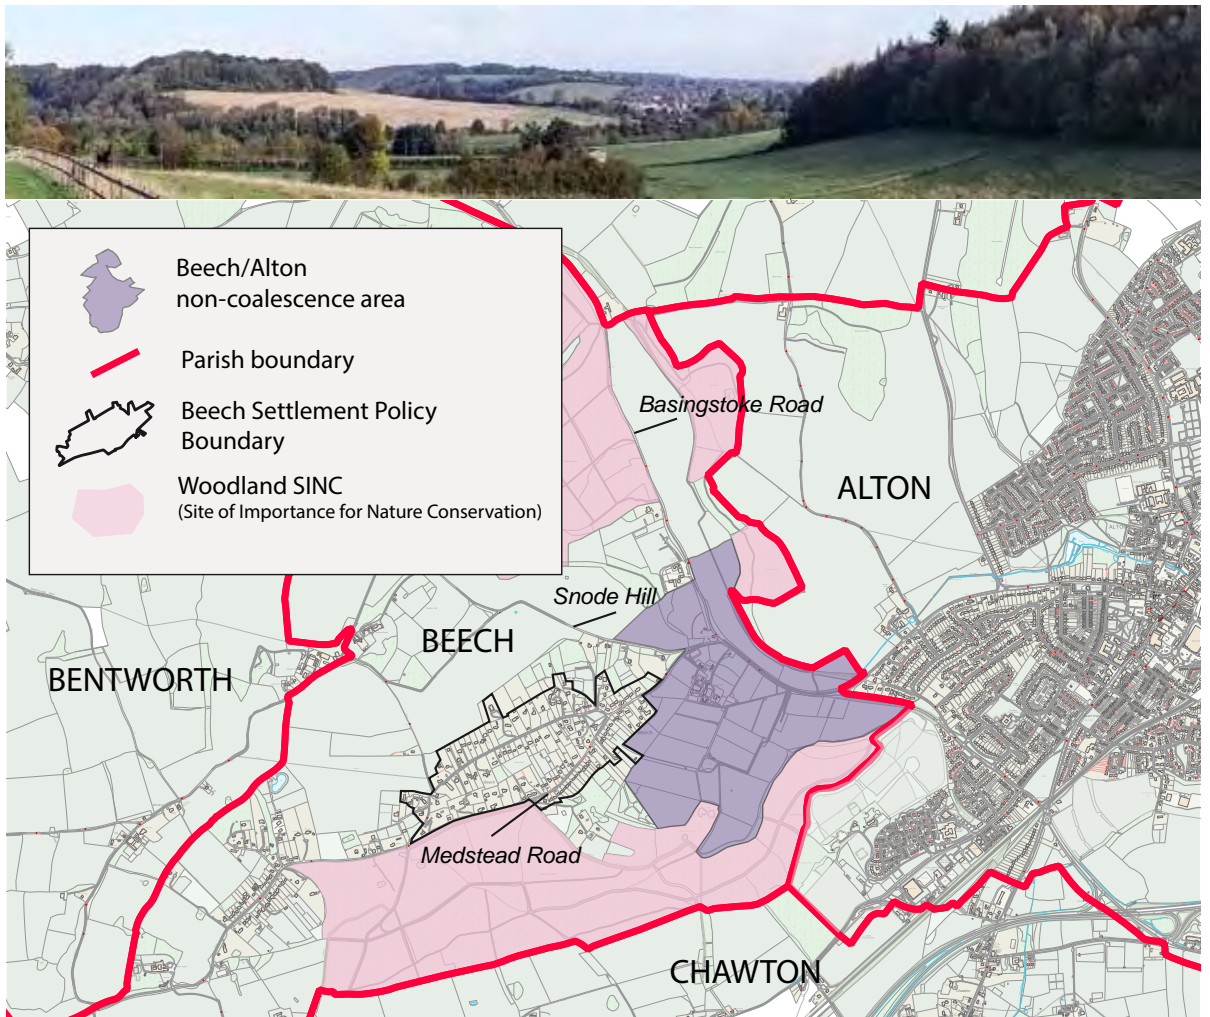 Beech/Alton
non-coalescence area
Parish boundary
Beech Settlement Policy
Boundary
Woodland SINC
(Site of Importance for Nature Conservation)
Basingstoke Road
ALTON
Snode Hill
BEECH
BENTWORTH
Medstead Road
CHAWTON